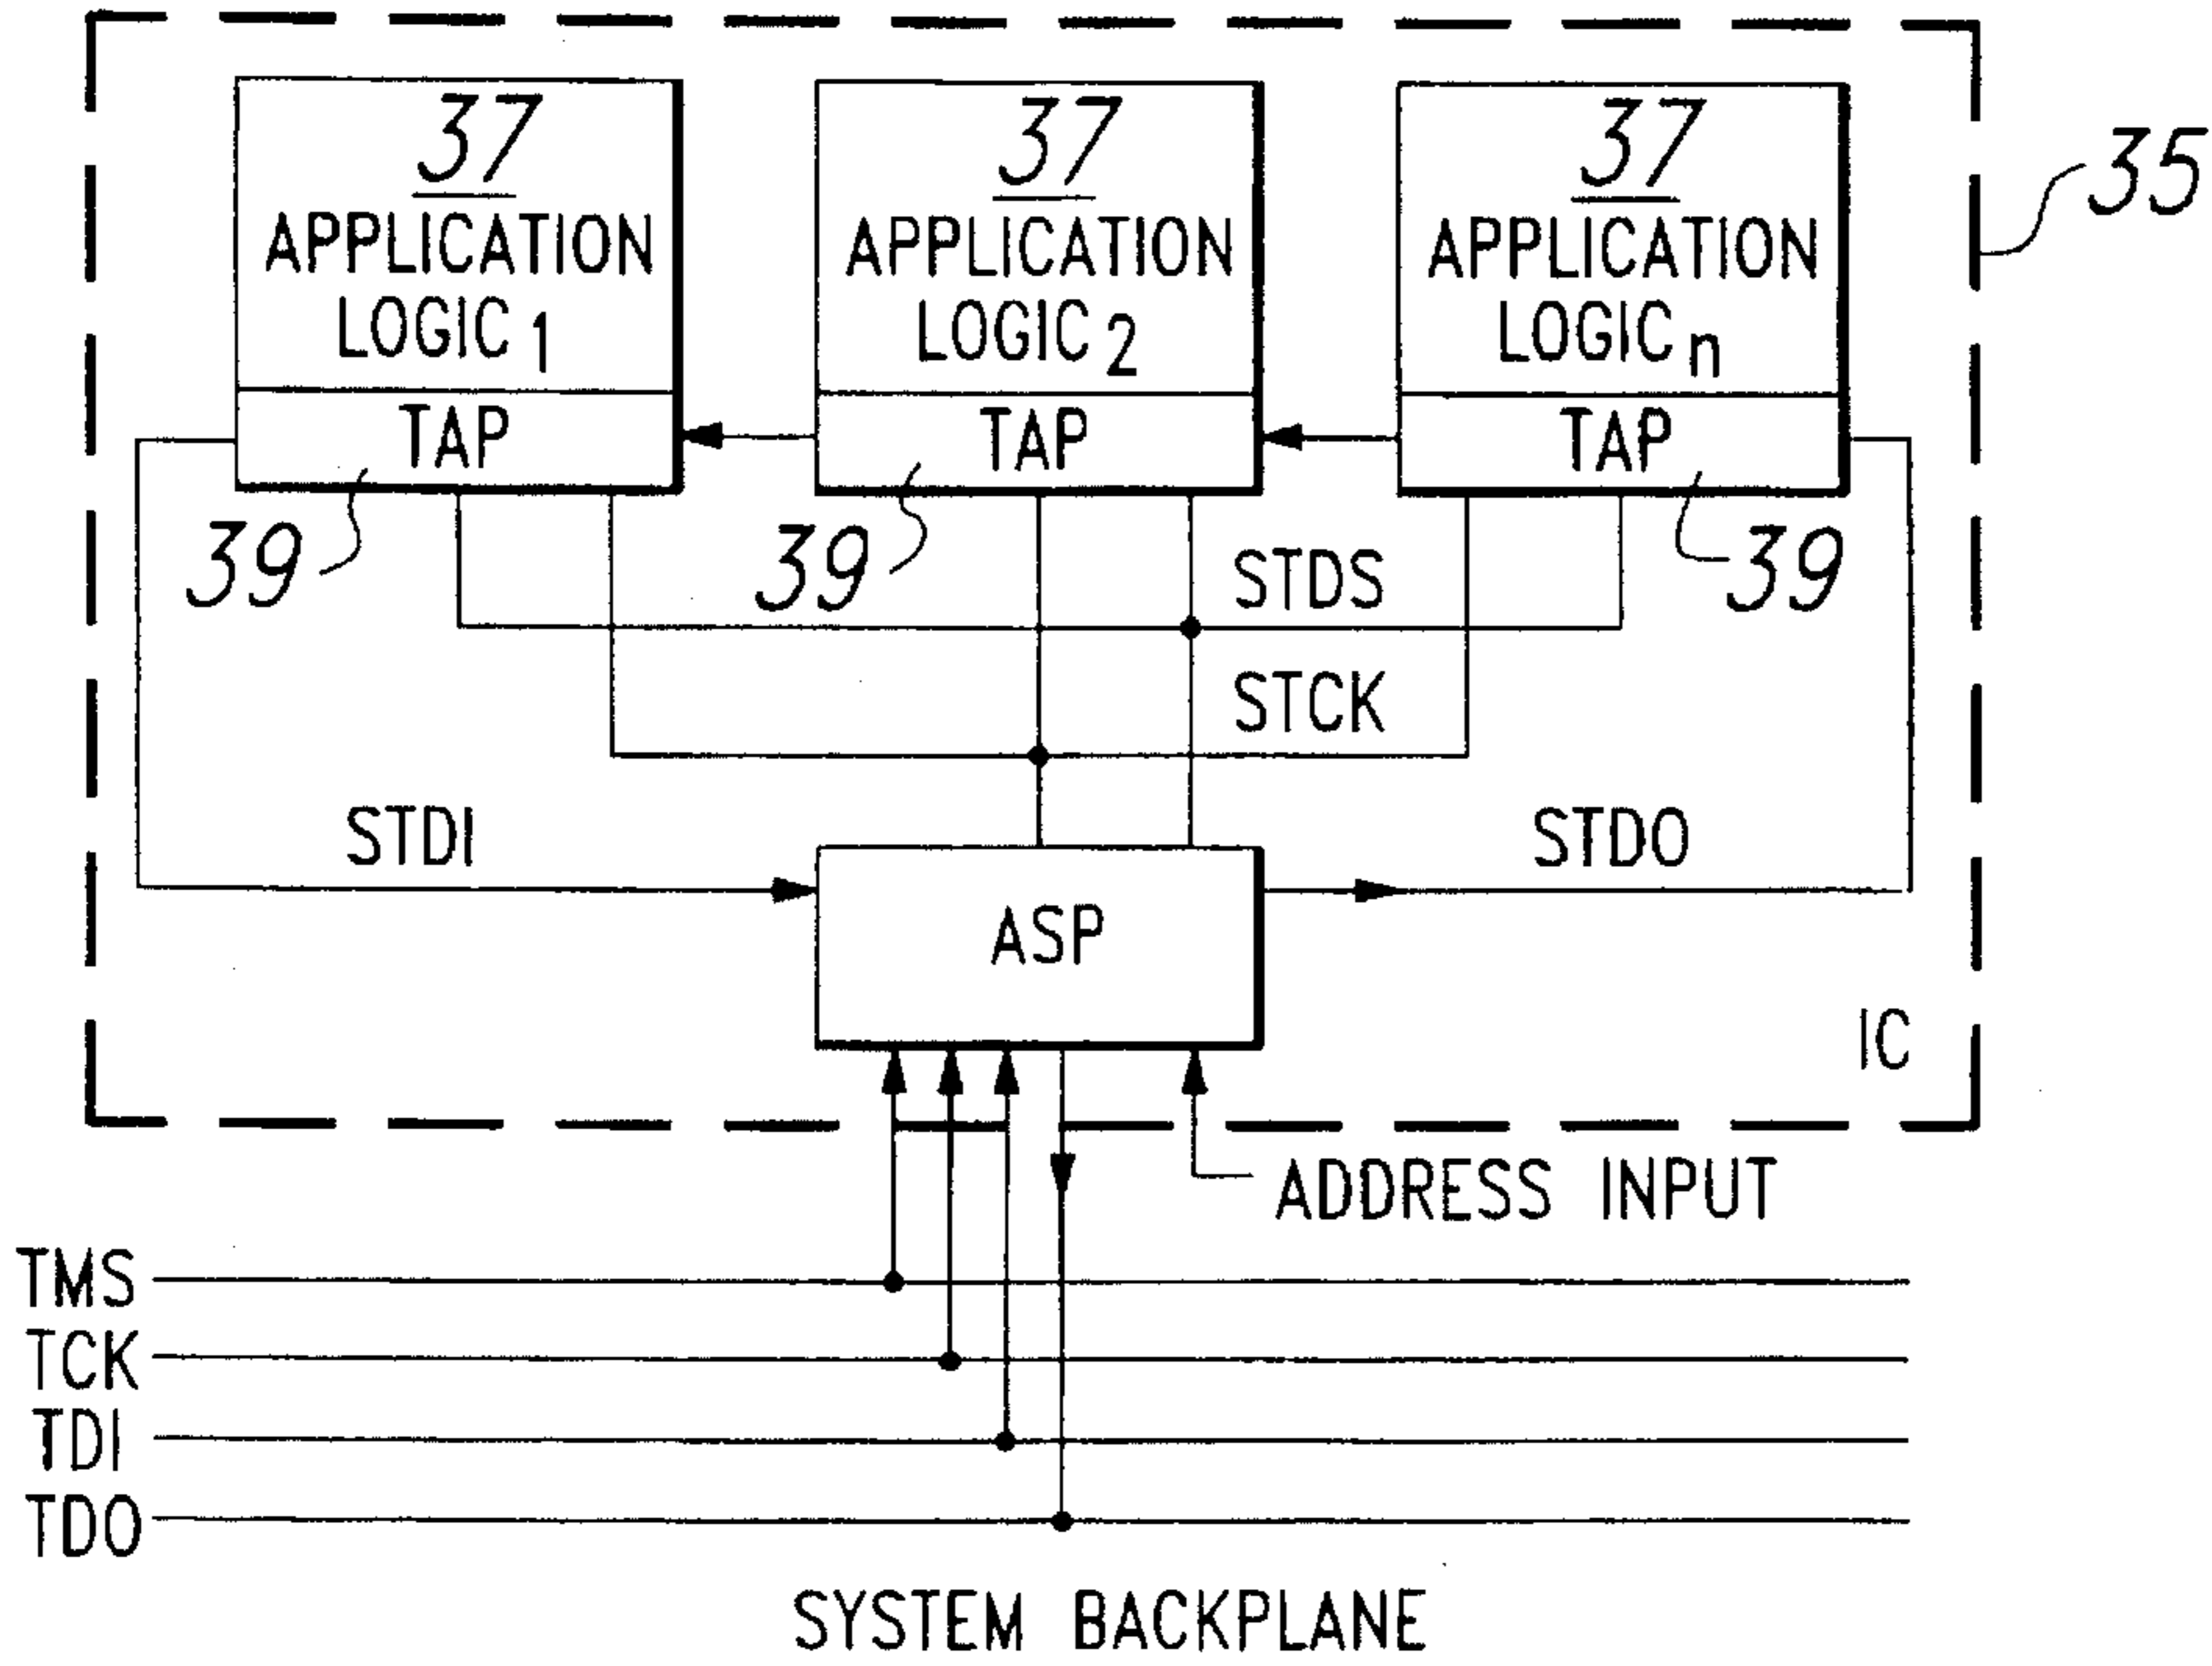 37
APPLICATION
LOGIC 1
TAP
39
37
APPLICATION
LOGIC 2
TAP
39
37
APPLICATION
LOGIC n
TAP
39
35
STDS
STCK
STDI
STDO
ASP
IC
ADDRESS INPUT
TMS
TCK
TDI
TDO
SYSTEM BACKPLANE